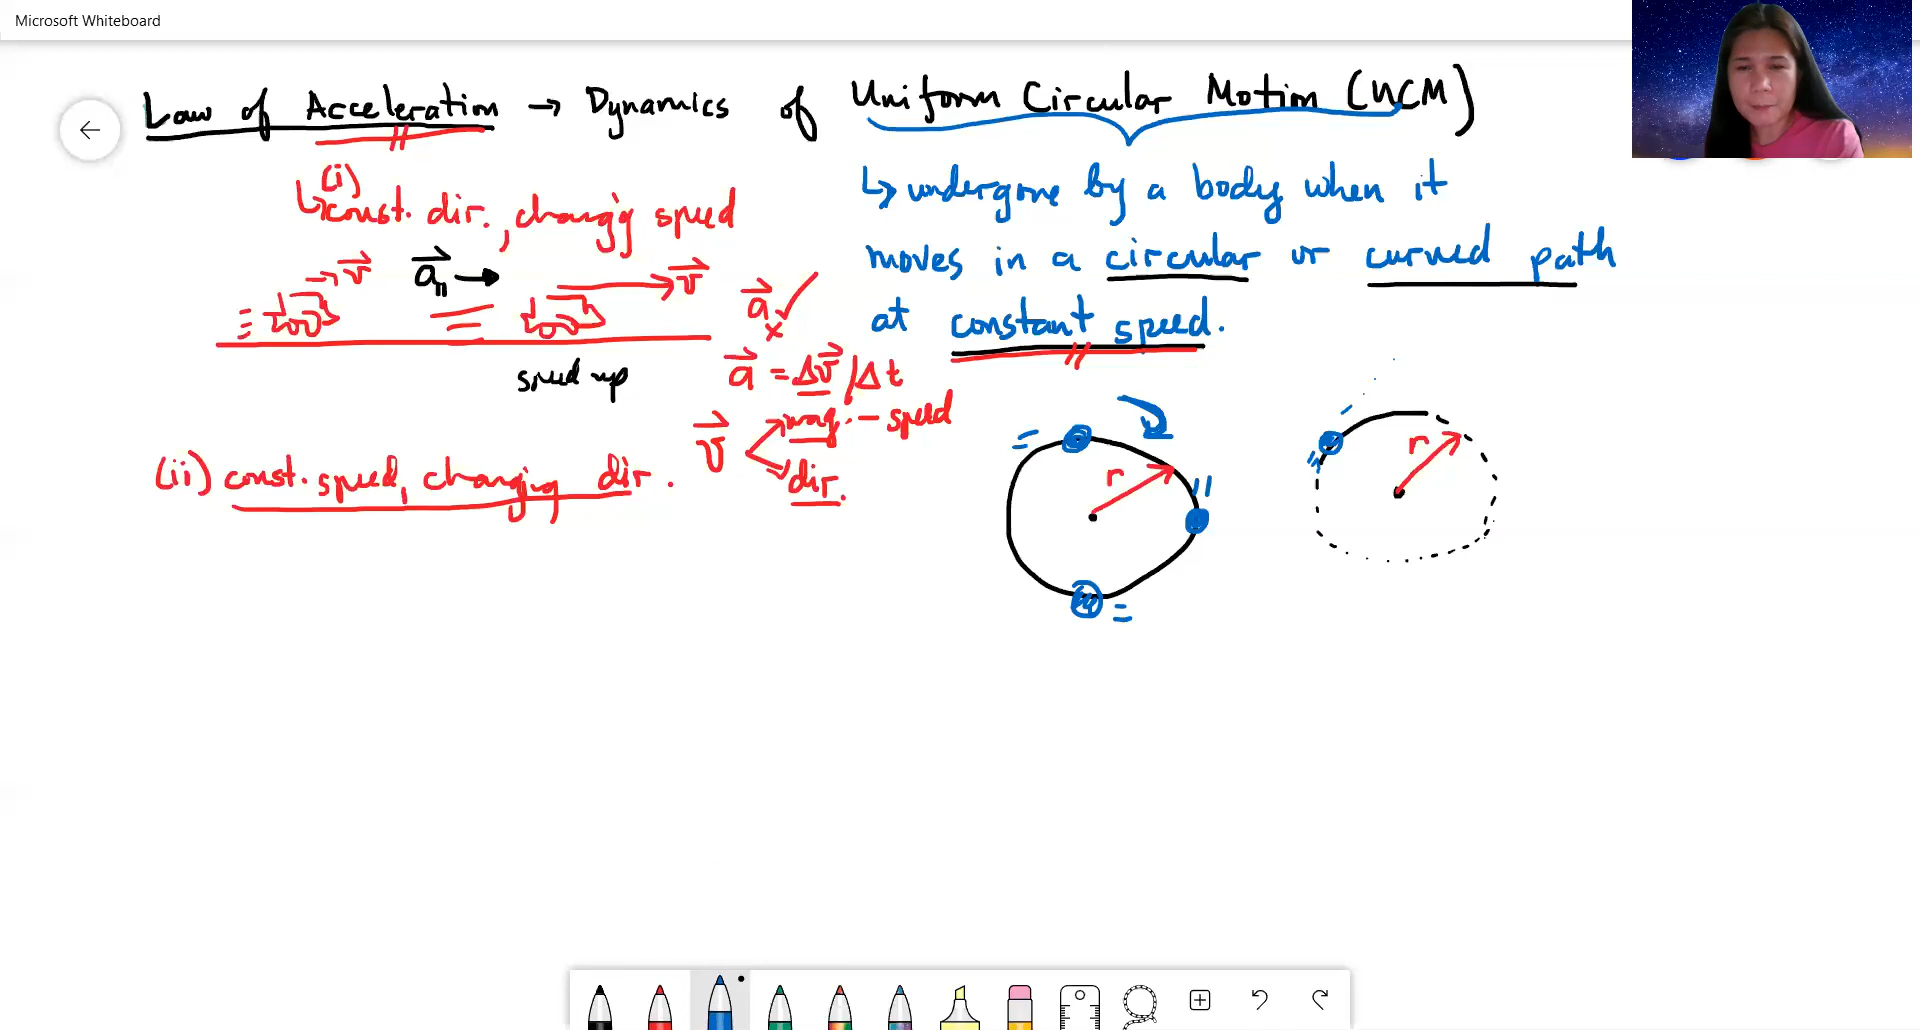 Microsoft Whiteboard
Law of Acceleration → Dynamics of Uniform Circular Motion (UCM)
(i)
↳ const. dir., chang'g speed
v⃗ a⃗ₗₗ → v⃗
a⃗ₓ ✓
speed up
a⃗ = Δv⃗ / Δt
v⃗ mag. – speed
dir.
(ii) const. speed, changing dir.
↳ undergone by a body when it
moves in a circular or curved path
at constant speed.
r
r